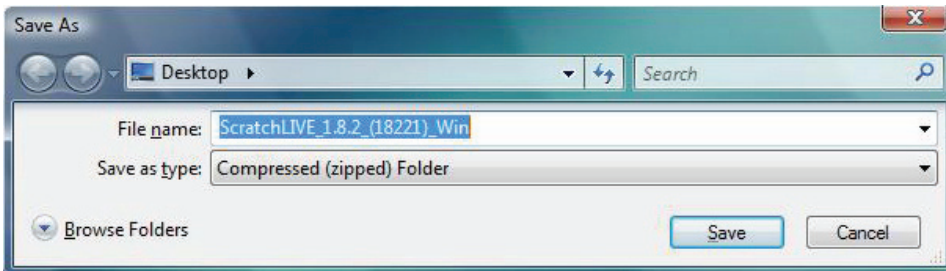 Save As
Desktop
Search
File name: ScratchLIVE_1.8.2_(18221)_Win
Save as type: Compressed (zipped) Folder
Browse Folders Save Cancel